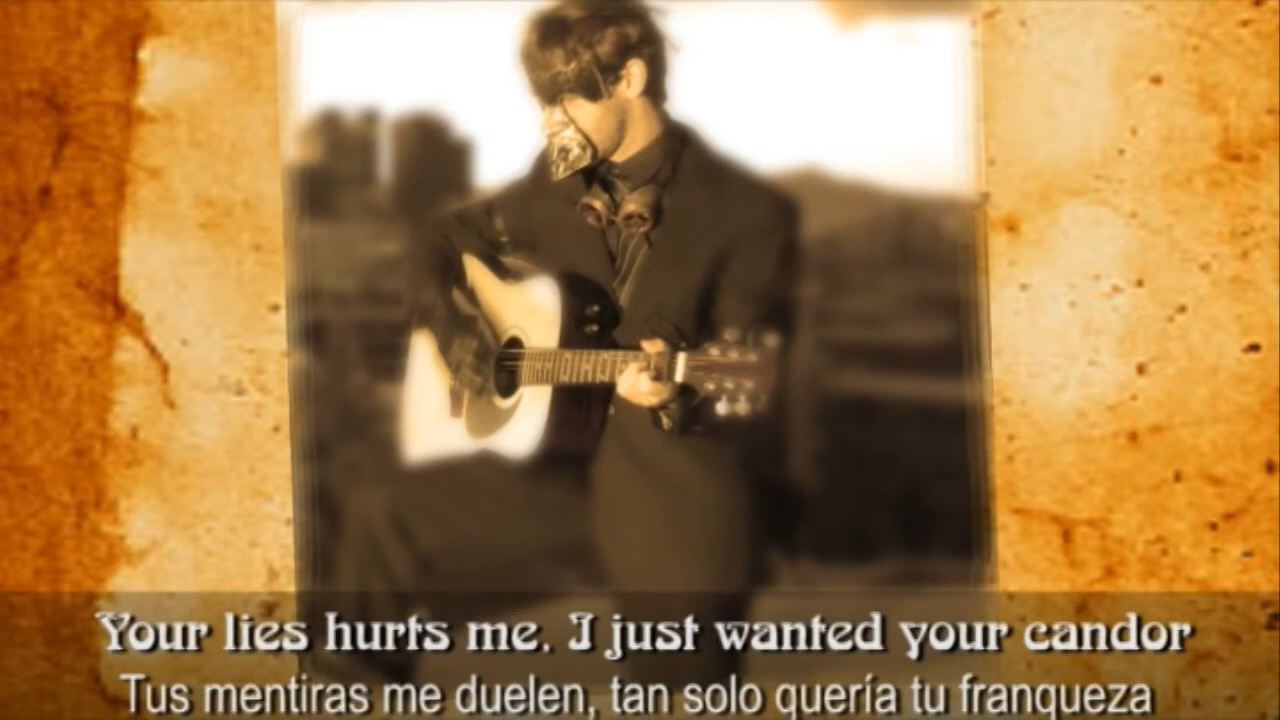 Your lies hurts me. I just wanted your candor
Tus mentiras me duelen, tan solo quería tu franqueza